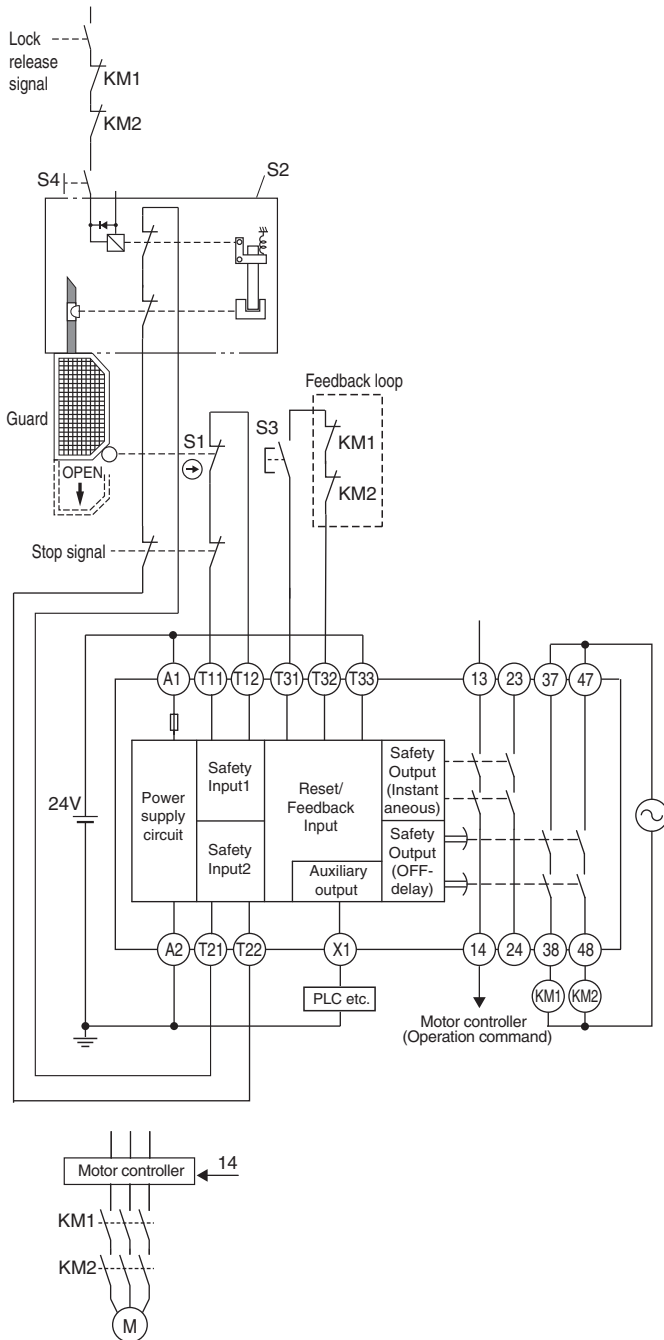 Lock
release
signal
KM1
KM2
S4
S2
Guard
OPEN
S1
S3
Feedback loop
KM1
KM2
Stop signal
A1 T11 T12 T31 T32 T33 13 23 37 47
24V
Power
supply
circuit
Safety
Input1
Safety
Input2
Reset/
Feedback
Input
Auxiliary
output
Safety
Output
(Instant
aneous)
Safety
Output
(OFF-
delay)
A2 T21 T22 X1 14 24 38 48
PLC etc.
KM1 KM2
Motor controller
(Operation command)
Motor controller
14
KM1
KM2
M